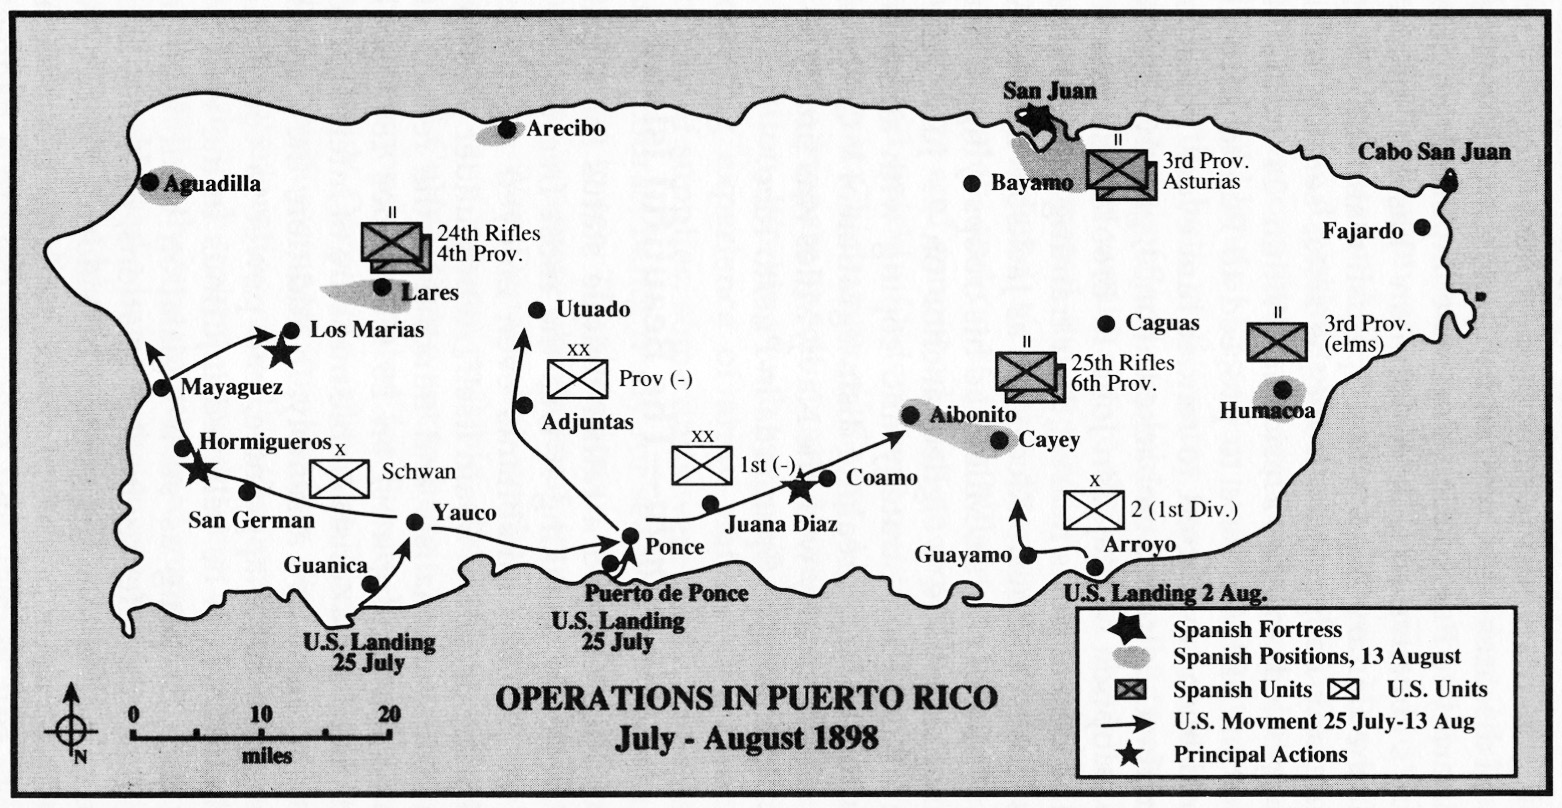 San Juan
Arecibo
Cabo San Juan
II
3rd Prov.
Asturias
Aguadilla
Bayamo
II
24th Rifles
4th Prov.
Fajardo
Lares
Utuado
Los Marias
Caguas
II
3rd Prov.
(elms)
II
25th Rifles
6th Prov.
XX
Prov (-)
Mayaguez
Adjuntas
Aibonito
Humacoa
Cayey
Hormigueros
X
Schwan
XX
1st (-)
Coamo
X
2 (1st Div.)
San German
Yauco
Juana Diaz
Ponce
Guayamo
Arroyo
Guanica
Puerto de Ponce
U.S. Landing 2 Aug.
U.S. Landing
25 July
U.S. Landing
25 July
Spanish Fortress
Spanish Positions, 13 August
Spanish Units
U.S. Units
U.S. Movment 25 July-13 Aug
Principal Actions
OPERATIONS IN PUERTO RICO
July - August 1898
N
0 10 20
miles